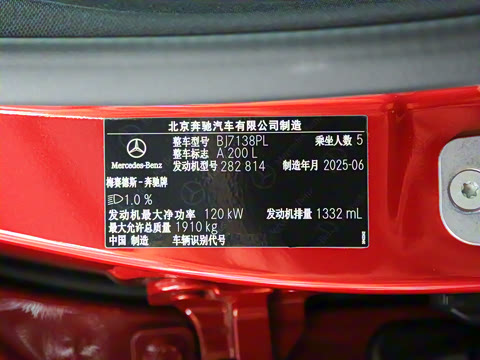 北京奔驰汽车有限公司制造
整车型号 BJ7138PL 乘坐人数 5
整车标志 A 200 L
发动机型号 282 814 制造年月 2025-06
Mercedes-Benz
梅赛德斯-奔驰牌
1.0 %
发动机最大净功率 120 kW 发动机排量 1332 mL
最大允许总质量 1910 kg
中国 制造 车辆识别代号